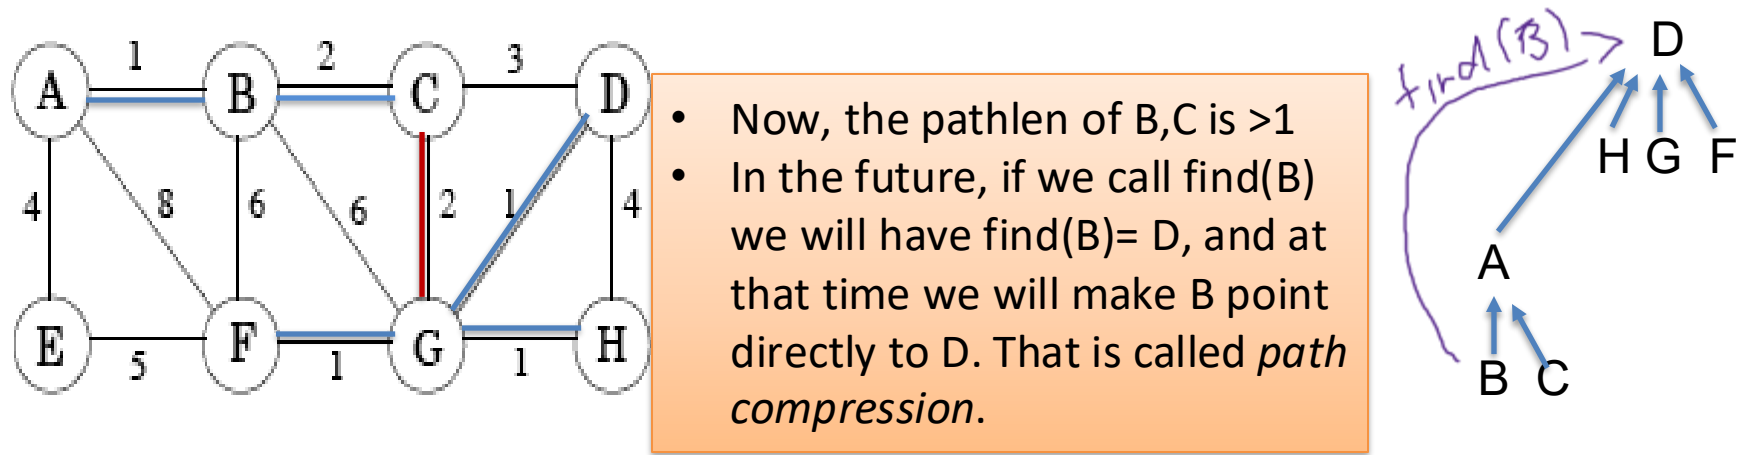 1 2 3
A B C D
4 8 6 6 2 1 4
E F G H
5 1 1
• Now, the pathlen of B,C is >1
• In the future, if we call find(B)
we will have find(B)= D, and at
that time we will make B point
directly to D. That is called path
compression.
find(B)
D
H G F
A
B C